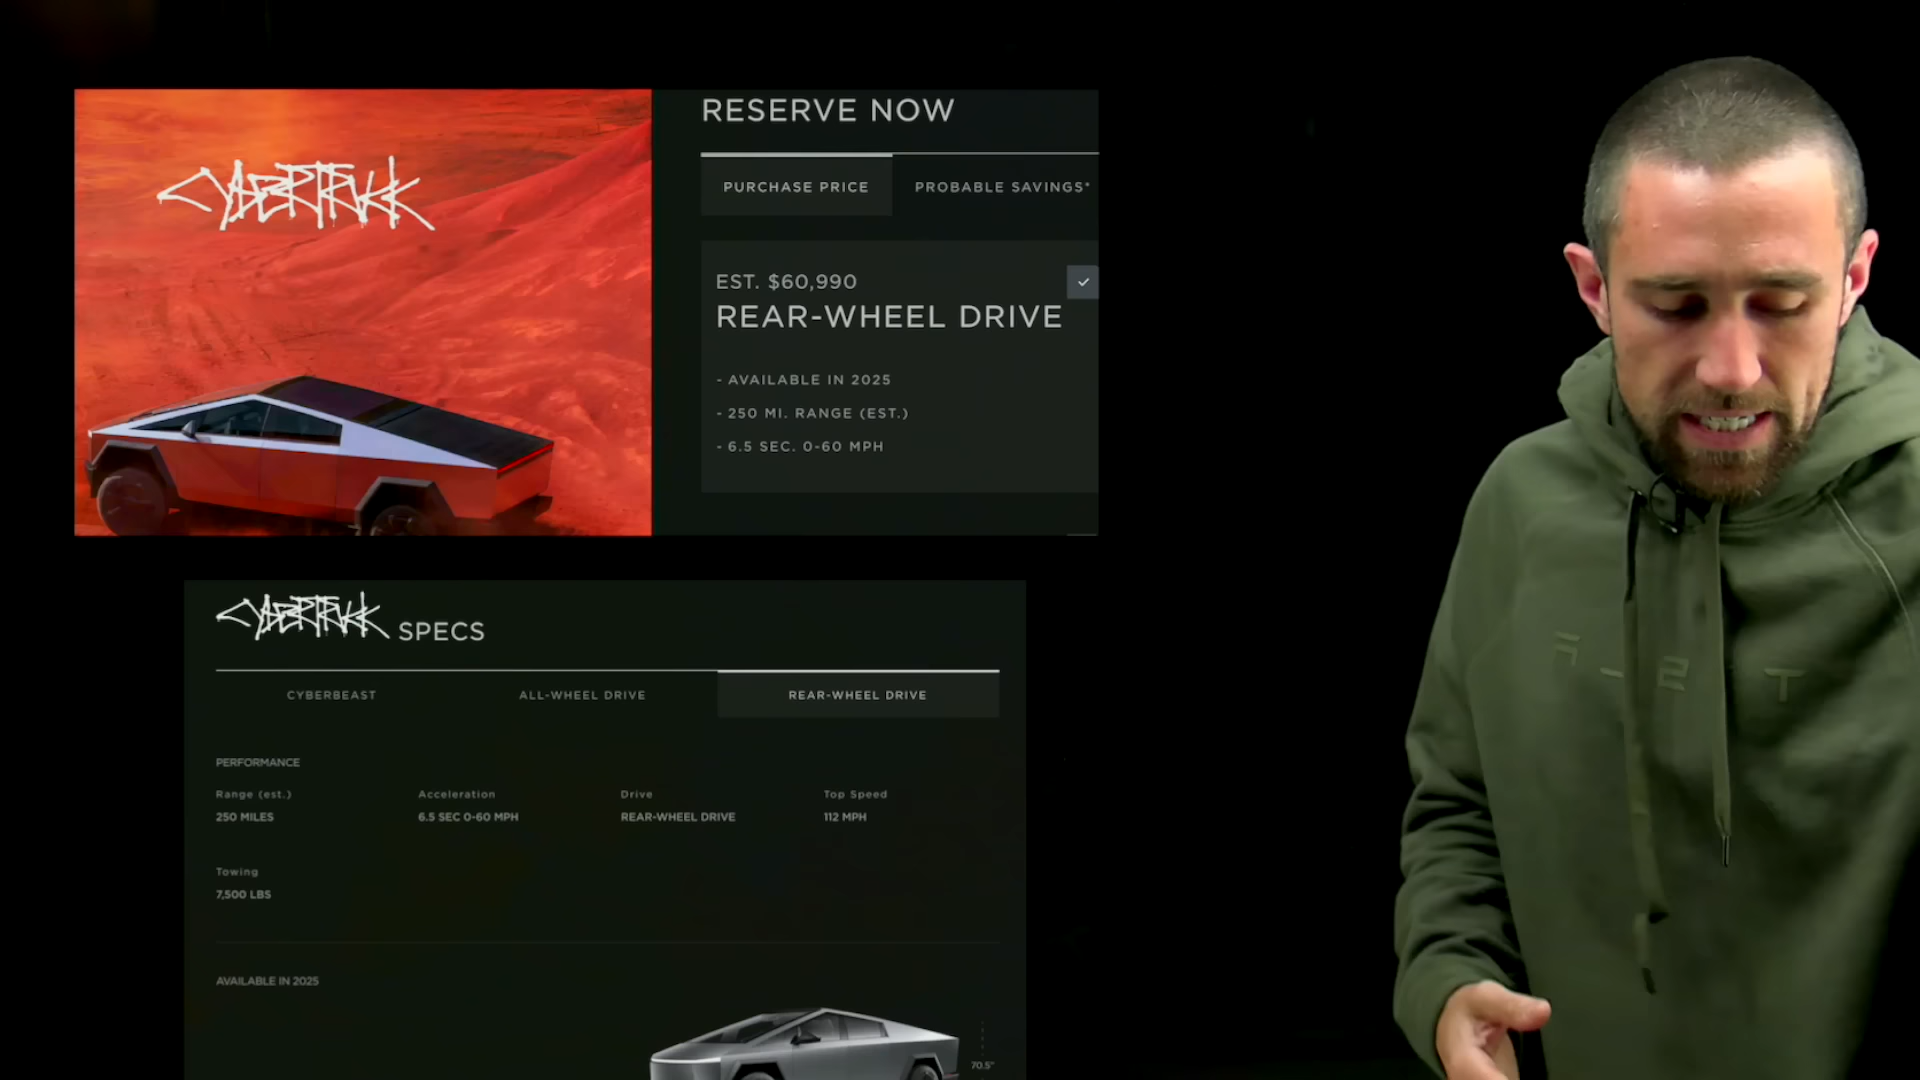 CYBERTRUCK
RESERVE NOW
PURCHASE PRICE
PROBABLE SAVINGS*
EST. $60,990
REAR-WHEEL DRIVE
- AVAILABLE IN 2025
- 250 MI. RANGE (EST.)
- 6.5 SEC. 0-60 MPH
CYBERTRUCK SPECS
CYBERBEAST
ALL-WHEEL DRIVE
REAR-WHEEL DRIVE
PERFORMANCE
Range (est.)
250 MILES
Acceleration
6.5 SEC 0-60 MPH
Drive
REAR-WHEEL DRIVE
Top Speed
112 MPH
Towing
7,500 LBS
AVAILABLE IN 2025
70.5"